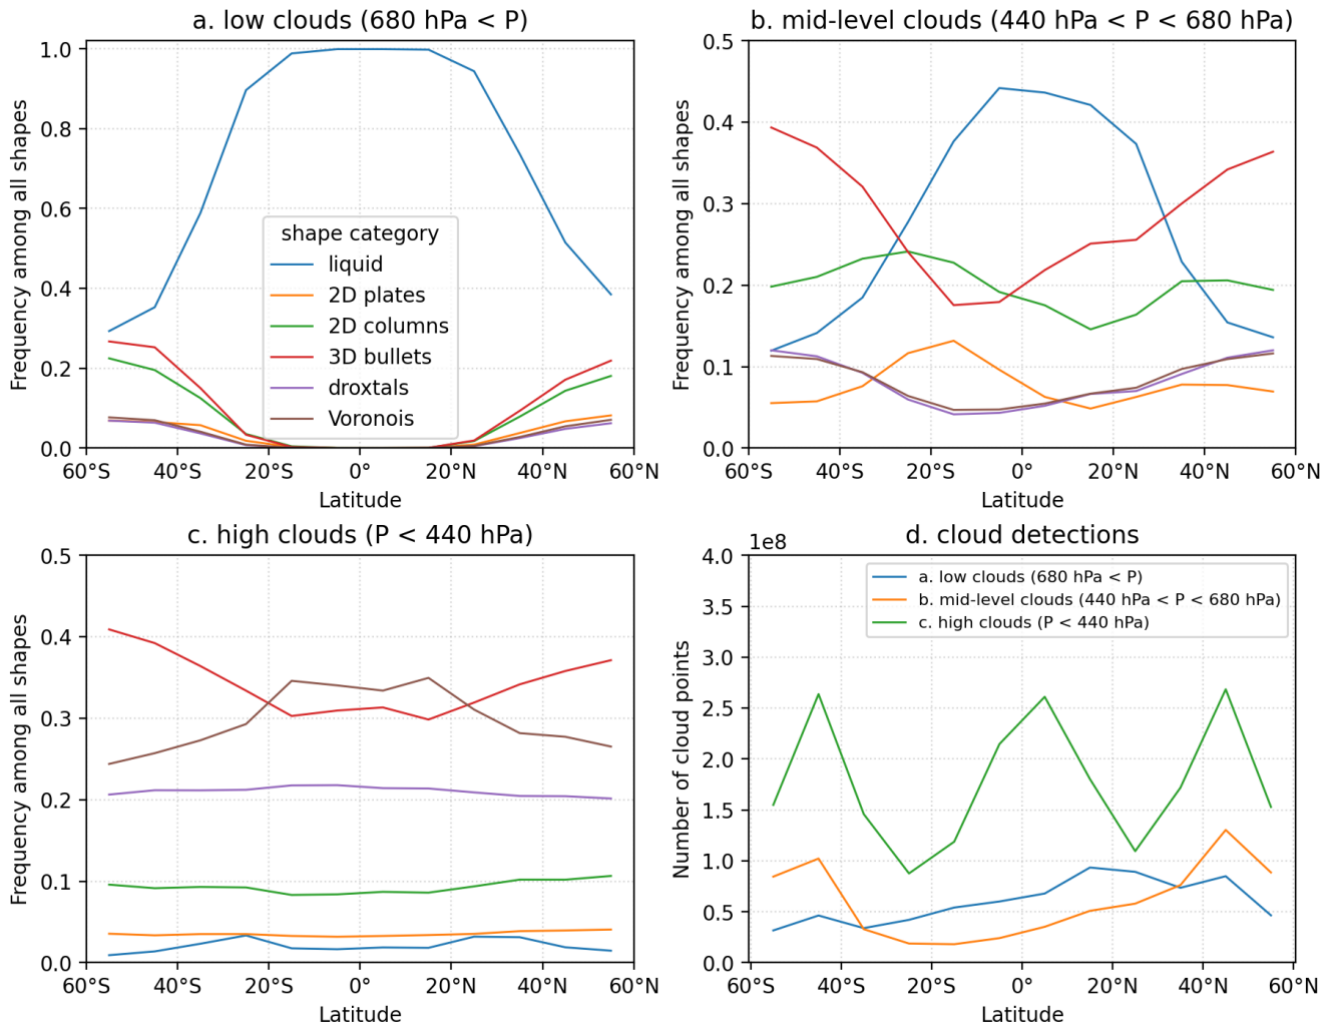 a. low clouds (680 hPa < P)
Frequency among all shapes
1.0
0.8
0.6
0.4
0.2
0.0
shape category
liquid
2D plates
2D columns
3D bullets
droxtals
Voronois
60°S 40°S 20°S 0° 20°N 40°N 60°N
Latitude
b. mid-level clouds (440 hPa < P < 680 hPa)
Frequency among all shapes
0.5
0.4
0.3
0.2
0.1
0.0
60°S 40°S 20°S 0° 20°N 40°N 60°N
Latitude
c. high clouds (P < 440 hPa)
Frequency among all shapes
0.5
0.4
0.3
0.2
0.1
0.0
60°S 40°S 20°S 0° 20°N 40°N 60°N
Latitude
d. cloud detections
1e8
Number of cloud points
4.0
3.5
3.0
2.5
2.0
1.5
1.0
0.5
0.0
a. low clouds (680 hPa < P)
b. mid-level clouds (440 hPa < P < 680 hPa)
c. high clouds (P < 440 hPa)
60°S 40°S 20°S 0° 20°N 40°N 60°N
Latitude